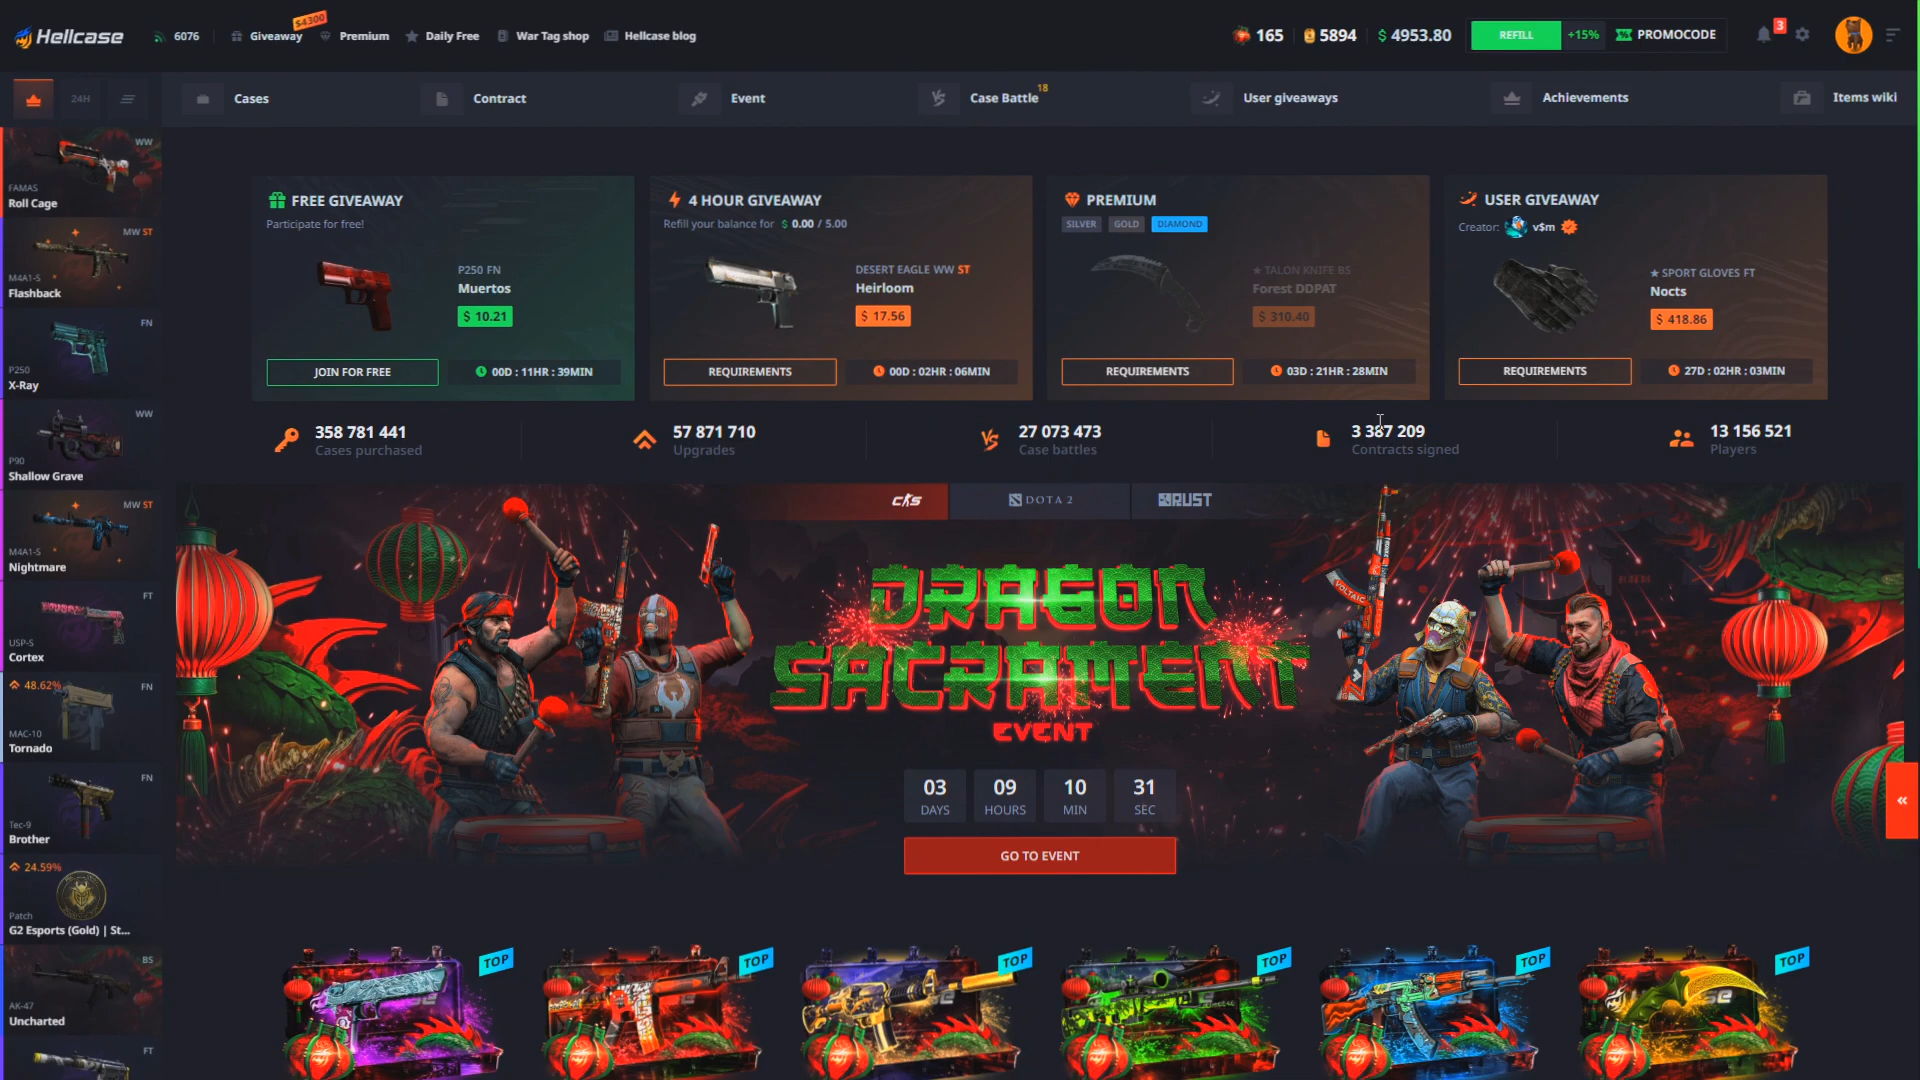 Hellcase
6076
Giveaway
$4300
Premium
Daily Free
War Tag shop
Hellcase blog
165
5894
$ 4953.80
REFILL
+15%
PROMOCODE
3
24H
Cases
Contract
Event
Case Battle
18
User giveaways
Achievements
Items wiki
WW
FAMAS
Roll Cage
MW ST
M4A1-S
Flashback
FN
P250
X-Ray
WW
P90
Shallow Grave
MW ST
M4A1-S
Nightmare
FT
USP-S
Cortex
48.62%
FN
MAC-10
Tornado
FN
Tec-9
Brother
24.59%
Patch
G2 Esports (Gold) | St...
BS
AK-47
Uncharted
FT
FREE GIVEAWAY
Participate for free!
P250 FN
Muertos
$ 10.21
JOIN FOR FREE
00D : 11HR : 39MIN
4 HOUR GIVEAWAY
Refill your balance for $ 0.00 / 5.00
DESERT EAGLE WW ST
Heirloom
$ 17.56
REQUIREMENTS
00D : 02HR : 06MIN
PREMIUM
SILVER
GOLD
DIAMOND
★ TALON KNIFE BS
Forest DDPAT
$ 310.40
REQUIREMENTS
03D : 21HR : 28MIN
USER GIVEAWAY
Creator: v$m
★ SPORT GLOVES FT
Nocts
$ 418.86
REQUIREMENTS
27D : 02HR : 03MIN
358 781 441
Cases purchased
57 871 710
Upgrades
27 073 473
Case battles
3 387 209
Contracts signed
13 156 521
Players
CS
DOTA 2
RUST
VOLTAIC
DRAGON
SACRAMENT
EVENT
03
DAYS
09
HOURS
10
MIN
31
SEC
GO TO EVENT
«
TOP
TOP
TOP
TOP
TOP
TOP